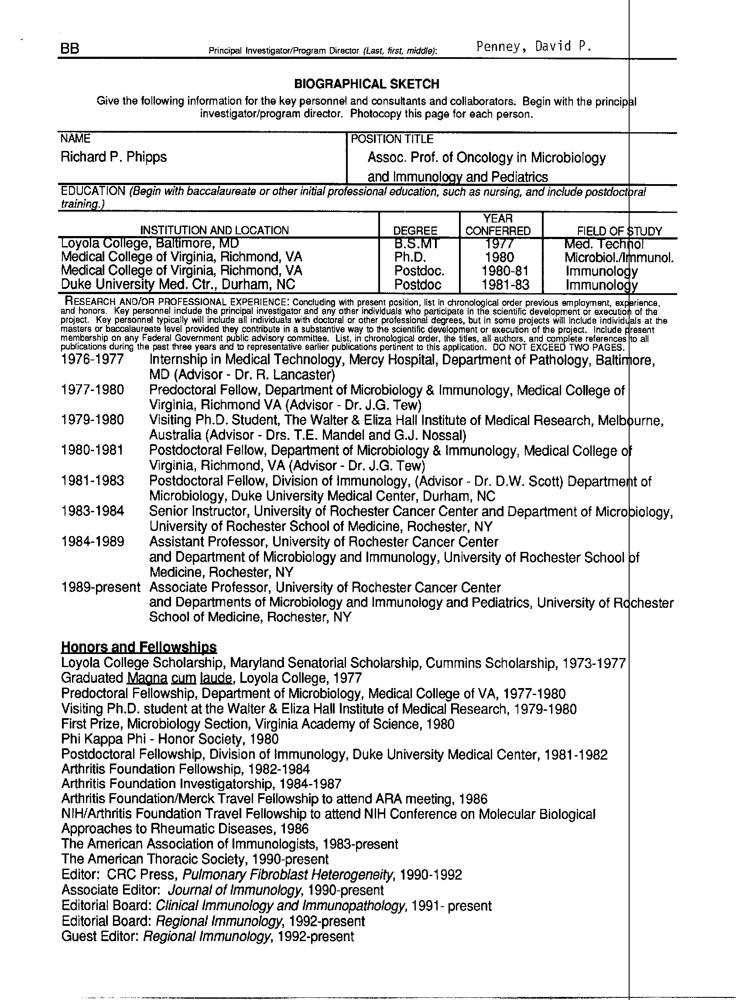 BB Principal Investigator/Program Director (Last, first, middle): Penney, David P.
BIOGRAPHICAL SKETCH
Give the following information for the key personnel and consultants and collaborators. Begin with the principal
investigator/program director. Photocopy this page for each person.
NAME POSITION TITLE
Richard P. Phipps Assoc. Prof. of Oncology in Microbiology
and Immunology and Pediatrics
EDUCATION (Begin with baccalaureate or other initial professional education, such as nursing, and include postdoctoral
training.)
YEAR
INSTITUTION AND LOCATION DEGREE CONFERRED FIELD OF STUDY
Loyola College, Baltimore, MD B.S.MT 1977 Med. Technol
Medical College of Virginia, Richmond, VA Ph.D. 1980 Microbiol./Immunol.
Medical College of Virginia, Richmond, VA Postdoc. 1980-81 Immunology
Duke University Med. Ctr., Durham, NC Postdoc 1981-83 Immunology
RESEARCH AND/OR PROFESSIONAL EXPERIENCE: Concluding with present position, list in chronological order previous employment, experience,
and honors. Key personnel include the principal investigator and any other individuals who participate in the scientific development or execution of the
project. Key personnel typically will include all individuals with doctoral or other professional degrees, but in some projects will include individuals at the
masters or baccalaureate level provided they contribute in a substantive way to the scientific development or execution of the project. Include present
membership on any Federal Government public advisory committee. List, in chronological order, the titles, all authors, and complete references to all
publications during the past three years and to representative earlier publications pertinent to this application. DO NOT EXCEED TWO PAGES.
1976-1977 Internship in Medical Technology, Mercy Hospital, Department of Pathology, Baltimore,
MD (Advisor - Dr. R. Lancaster)
1977-1980 Predoctoral Fellow, Department of Microbiology & Immunology, Medical College of
Virginia, Richmond VA (Advisor - Dr. J.G. Tew)
1979-1980 Visiting Ph.D. Student, The Walter & Eliza Hall Institute of Medical Research, Melbourne,
Australia (Advisor - Drs. T.E. Mandel and G.J. Nossal)
1980-1981 Postdoctoral Fellow, Department of Microbiology & Immunology, Medical College of
Virginia, Richmond, VA (Advisor - Dr. J.G. Tew)
1981-1983 Postdoctoral Fellow, Division of Immunology, (Advisor - Dr. D.W. Scott) Department of
Microbiology, Duke University Medical Center, Durham, NC
1983-1984 Senior Instructor, University of Rochester Cancer Center and Department of Microbiology,
University of Rochester School of Medicine, Rochester, NY
1984-1989 Assistant Professor, University of Rochester Cancer Center
and Department of Microbiology and Immunology, University of Rochester School of
Medicine, Rochester, NY
1989-present Associate Professor, University of Rochester Cancer Center
and Departments of Microbiology and Immunology and Pediatrics, University of Rochester
School of Medicine, Rochester, NY
Honors and Fellowships
Loyola College Scholarship, Maryland Senatorial Scholarship, Cummins Scholarship, 1973-1977
Graduated Magna cum laude, Loyola College, 1977
Predoctoral Fellowship, Department of Microbiology, Medical College of VA, 1977-1980
Visiting Ph.D. student at the Walter & Eliza Hall Institute of Medical Research, 1979-1980
First Prize, Microbiology Section, Virginia Academy of Science, 1980
Phi Kappa Phi - Honor Society, 1980
Postdoctoral Fellowship, Division of Immunology, Duke University Medical Center, 1981-1982
Arthritis Foundation Fellowship, 1982-1984
Arthritis Foundation Investigatorship, 1984-1987
Arthritis Foundation/Merck Travel Fellowship to attend ARA meeting, 1986
NIH/Arthritis Foundation Travel Fellowship to attend NIH Conference on Molecular Biological
Approaches to Rheumatic Diseases, 1986
The American Association of Immunologists, 1983-present
The American Thoracic Society, 1990-present
Editor: CRC Press, Pulmonary Fibroblast Heterogeneity, 1990-1992
Associate Editor: Journal of Immunology, 1990-present
Editorial Board: Clinical Immunology and Immunopathology, 1991- present
Editorial Board: Regional Immunology, 1992-present
Guest Editor: Regional Immunology, 1992-present